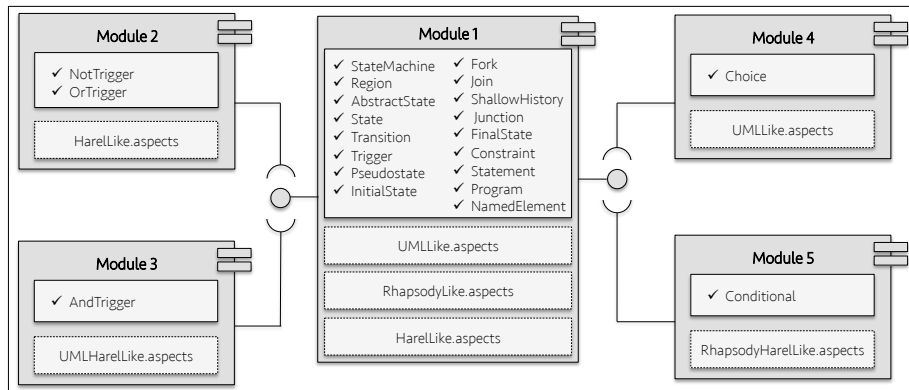 Module 2
✓ NotTrigger
✓ OrTrigger
HarelLike.aspects
Module 3
✓ AndTrigger
UMLHarelLike.aspects
Module 1
✓ StateMachine
✓ Region
✓ AbstractState
✓ State
✓ Transition
✓ Trigger
✓ Pseudostate
✓ InitialState
✓ Fork
✓ Join
✓ ShallowHistory
✓ Junction
✓ FinalState
✓ Constraint
✓ Statement
✓ Program
✓ NamedElement
UMLLike.aspects
RhapsodyLike.aspects
HarelLike.aspects
Module 4
✓ Choice
UMLLike.aspects
Module 5
✓ Conditional
RhapsodyHarelLike.aspects